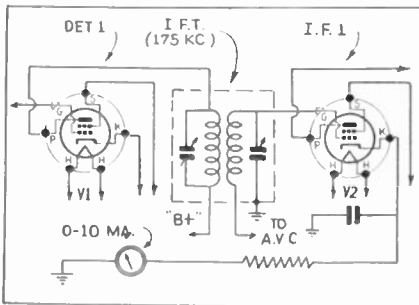 DET 1
I F.T.
(175 KC)
I.F.1
S
G
P
K
H
H
V1
S
G
P
K
H
H
V2
"B+"
TO
A.V C
0-10 MA.